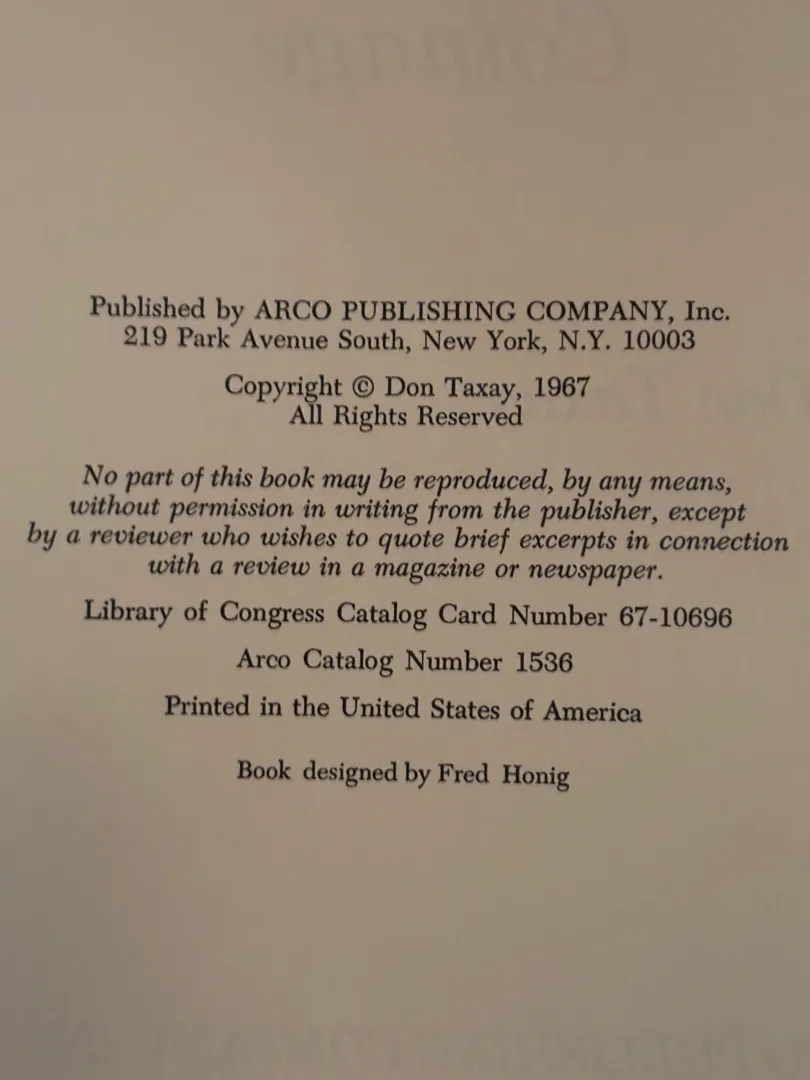 Coinage
Published by ARCO PUBLISHING COMPANY, Inc.
219 Park Avenue South, New York, N.Y. 10003
Copyright © Don Taxay, 1967
All Rights Reserved
No part of this book may be reproduced, by any means,
without permission in writing from the publisher, except
by a reviewer who wishes to quote brief excerpts in connection
with a review in a magazine or newspaper.
Library of Congress Catalog Card Number 67-10696
Arco Catalog Number 1536
Printed in the United States of America
Book designed by Fred Honig